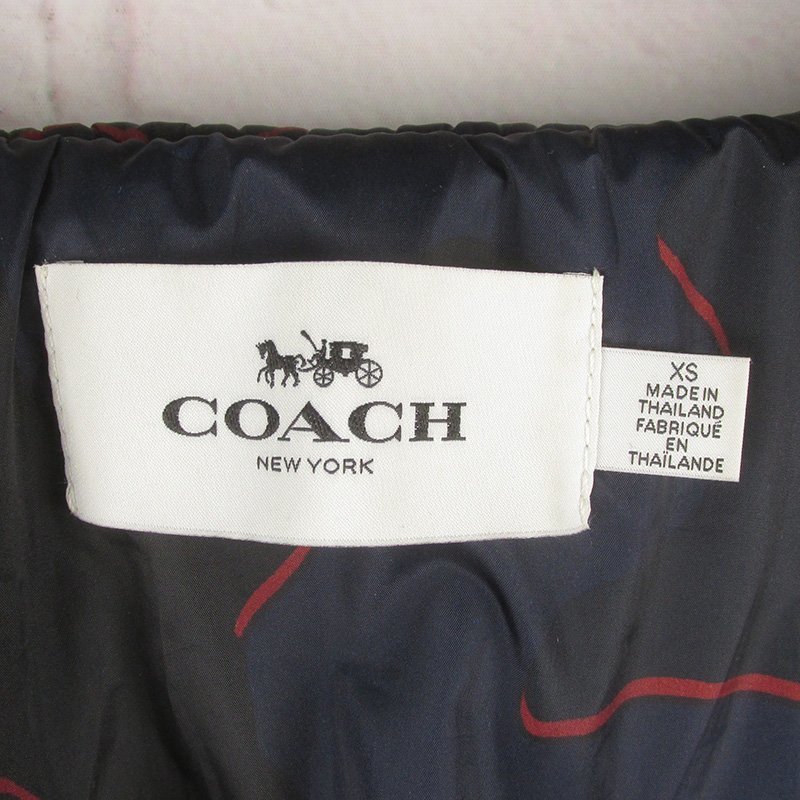 COACH
NEW YORK
XS
MADE IN
THAILAND
FABRIQUÉ
EN
THAÏLANDE